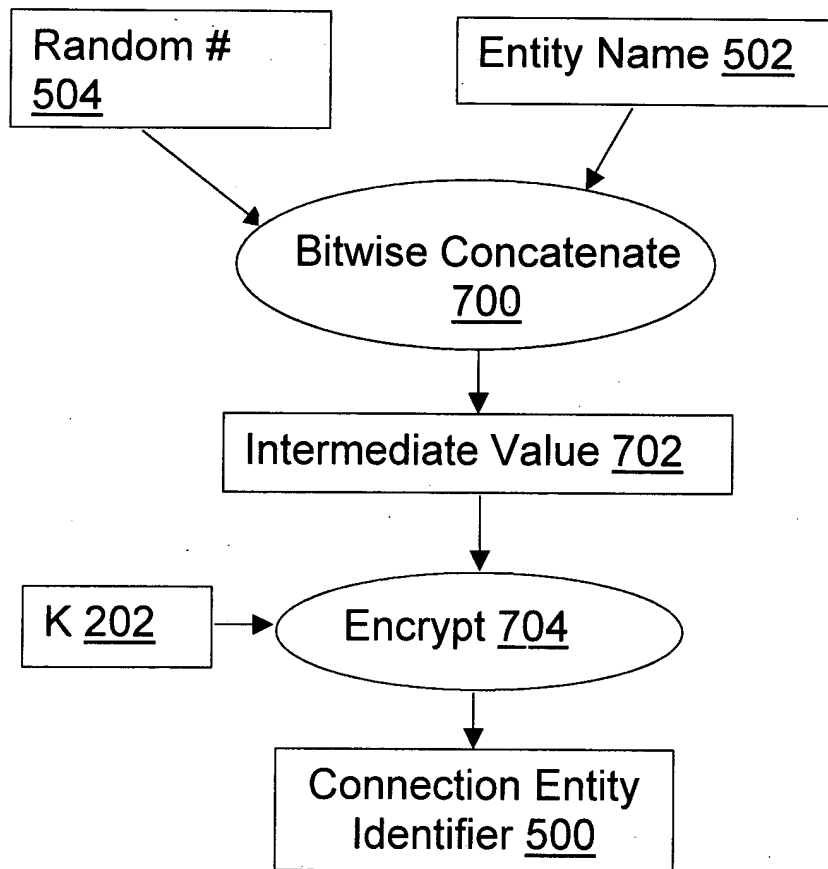 Random #
504
Entity Name 502
Bitwise Concatenate
700
Intermediate Value 702
K 202
Encrypt 704
Connection Entity
Identifier 500